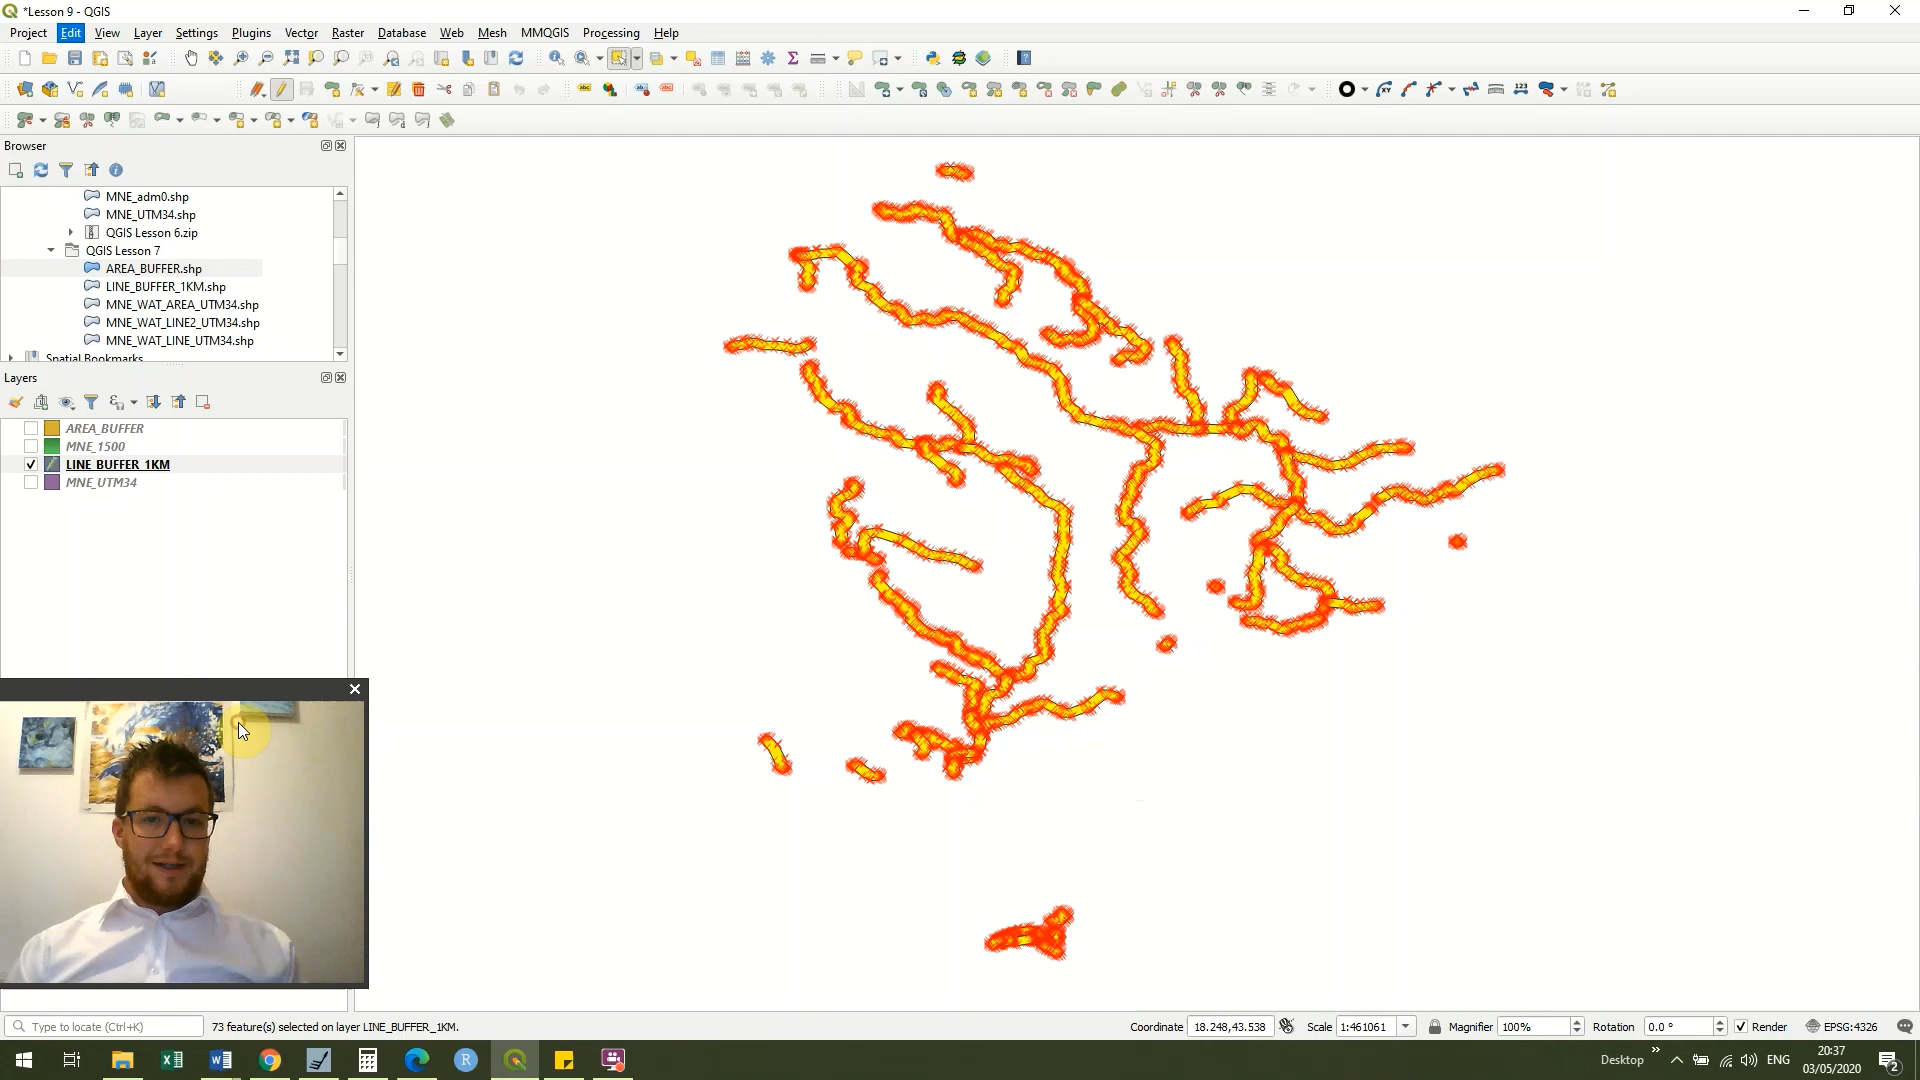 *Lesson 9 - QGIS
Project Edit View Layer Settings Plugins Vector Raster Database Web Mesh MMQGIS Processing Help
Browser
MNE_adm0.shp
MNE_UTM34.shp
QGIS Lesson 6.zip
QGIS Lesson 7
AREA_BUFFER.shp
LINE_BUFFER_1KM.shp
MNE_WAT_AREA_UTM34.shp
MNE_WAT_LINE2_UTM34.shp
MNE_WAT_LINE_UTM34.shp
Spatial Bookmarks
Layers
AREA_BUFFER
MNE_1500
LINE_BUFFER_1KM
MNE_UTM34
Type to locate (Ctrl+K) 73 feature(s) selected on layer LINE_BUFFER_1KM. Coordinate 18.248,43.538 Scale 1:461061 Magnifier 100% Rotation 0.0 ° Render EPSG:4326
Desktop ENG 20:37
03/05/2020 2